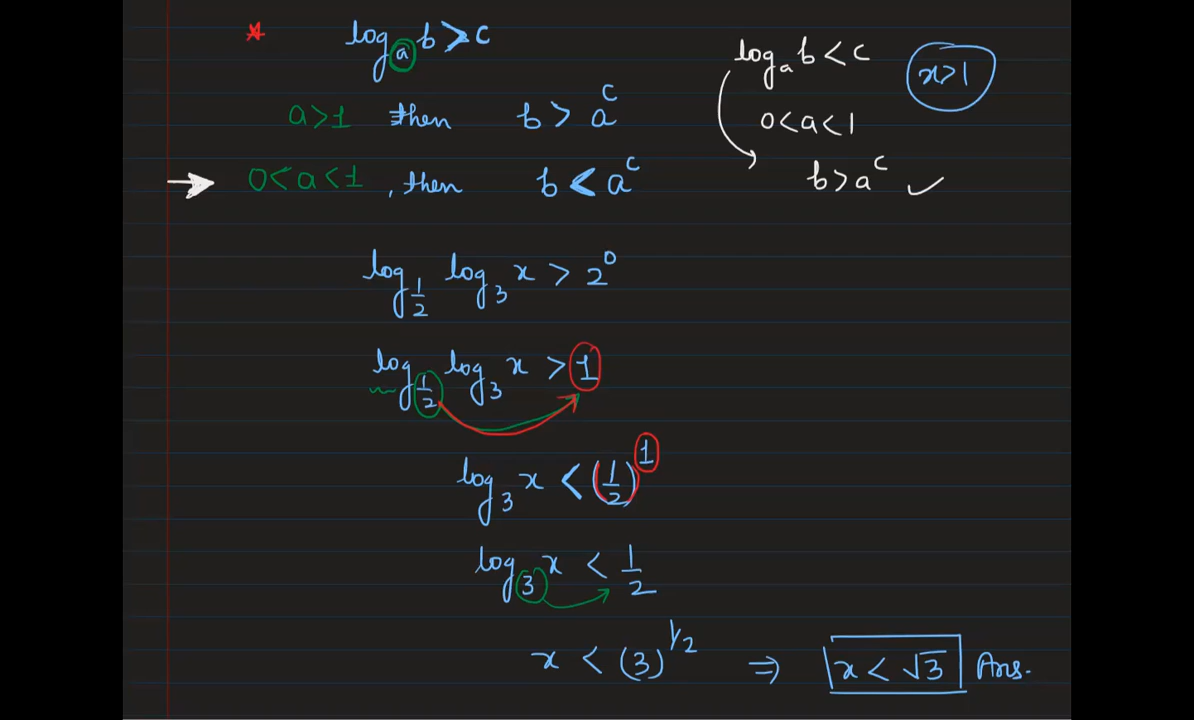 * log_a b > c
a > 1 then b > a^c
0 < a < 1, then b < a^c
log_a b < c
x > 1
0 < a < 1
b > a^c ✓
log_{1/2} log_3 x > 2^0
log_{1/2} log_3 x > 1
log_3 x < (1/2)^1
log_3 x < 1/2
x < (3)^{1/2} ⇒ x < √3 Ans.